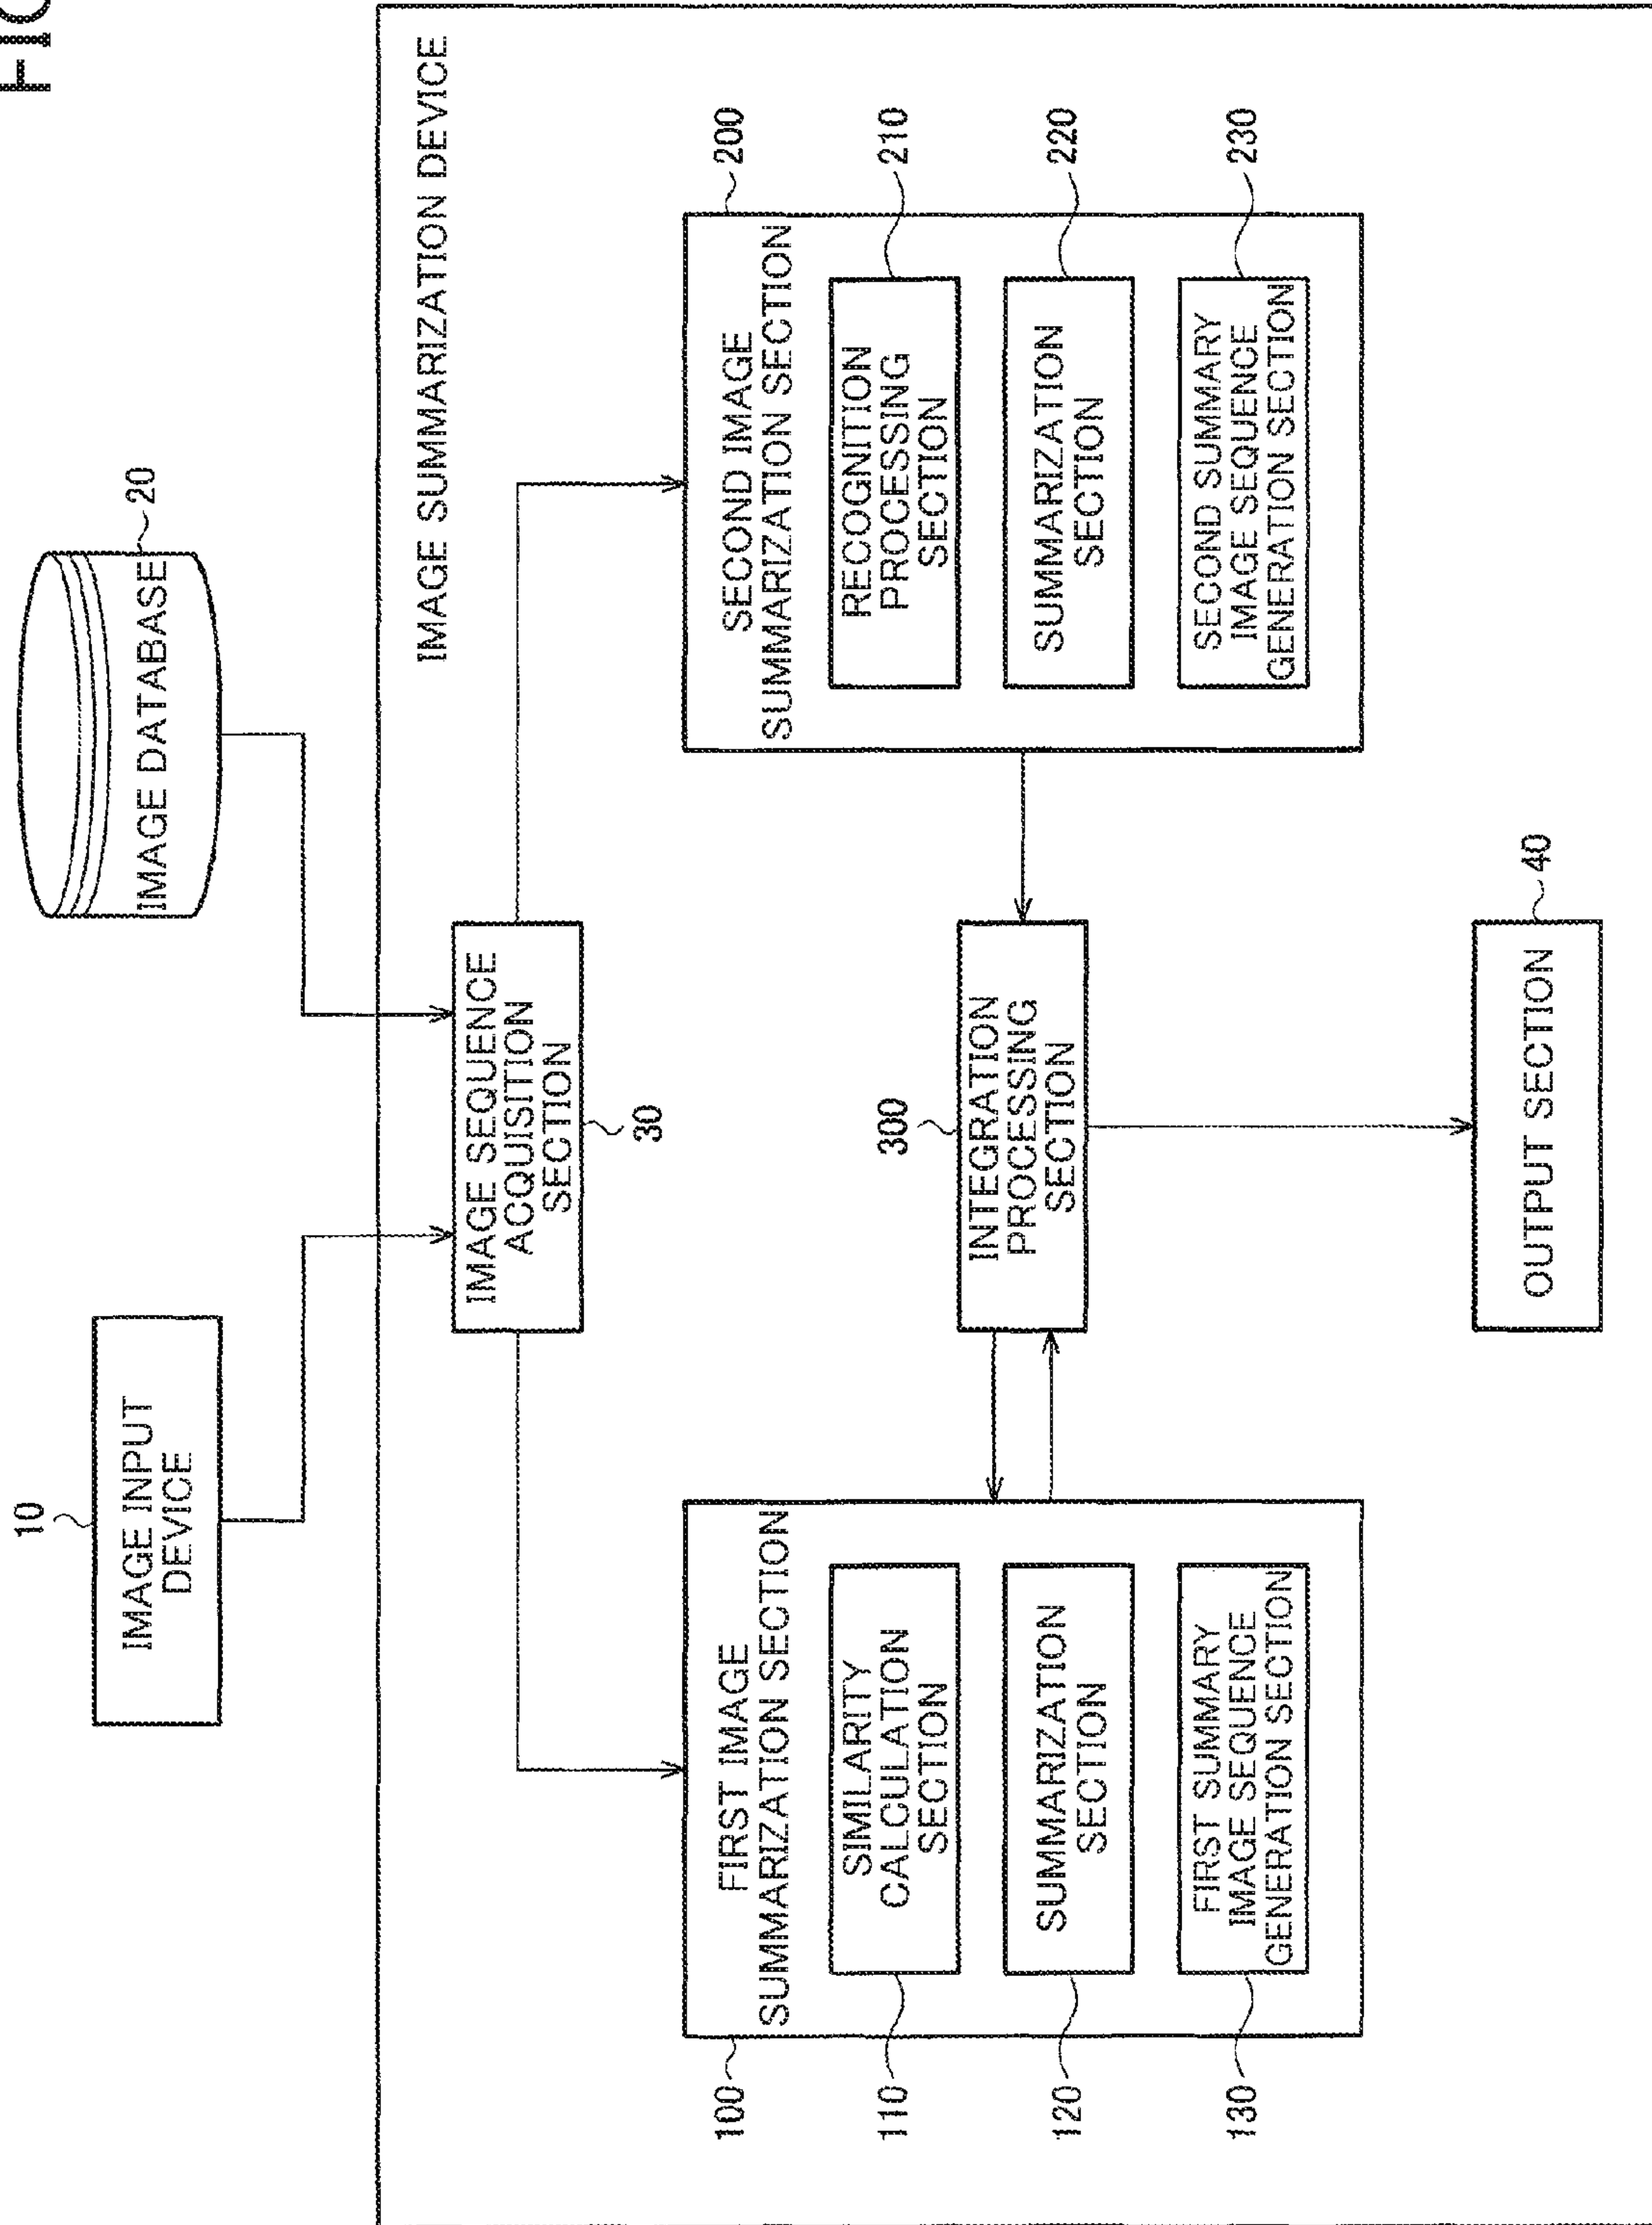 FIG
10
IMAGE INPUT
DEVICE
IMAGE DATABASE
20
IMAGE SUMMARIZATION DEVICE
IMAGE SEQUENCE
ACQUISITION
SECTION
30
100
FIRST IMAGE
SUMMARIZATION SECTION
110
SIMILARITY
CALCULATION
SECTION
120
SUMMARIZATION
SECTION
130
FIRST SUMMARY
IMAGE SEQUENCE
GENERATION SECTION
300
INTEGRATION
PROCESSING
SECTION
200
SECOND IMAGE
SUMMARIZATION SECTION
210
RECOGNITION
PROCESSING
SECTION
220
SUMMARIZATION
SECTION
230
SECOND SUMMARY
IMAGE SEQUENCE
GENERATION SECTION
40
OUTPUT SECTION